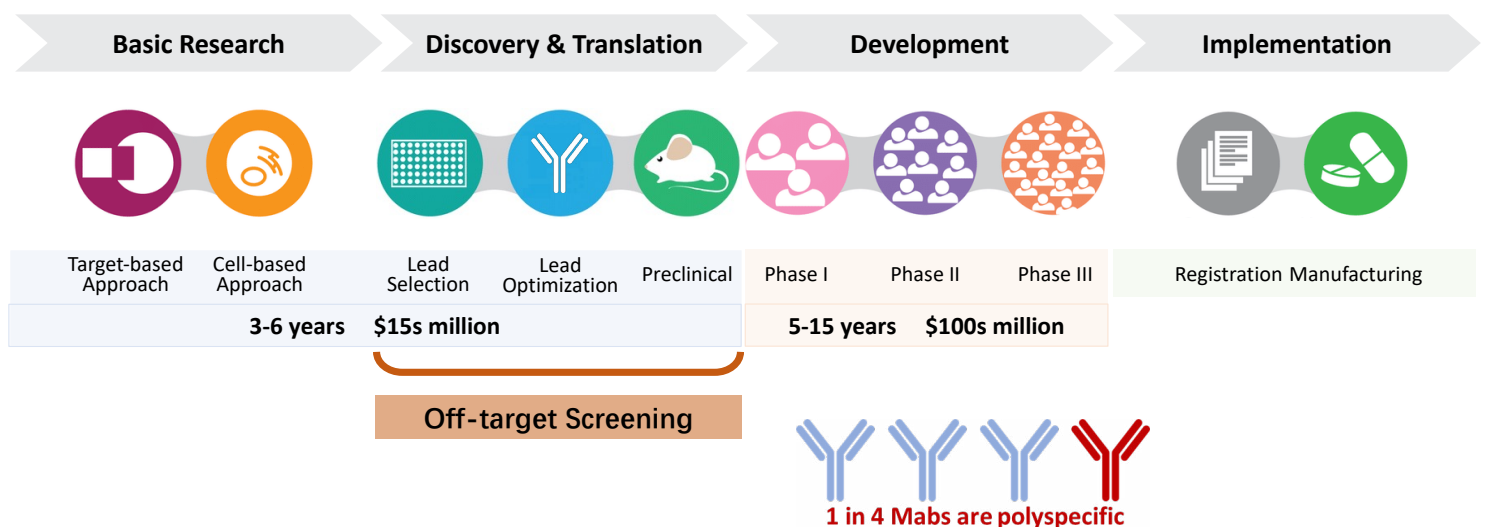 Basic Research
Discovery & Translation
Development
Implementation
Target-based
Approach
Cell-based
Approach
Lead
Selection
Lead
Optimization
Preclinical
Phase I
Phase II
Phase III
Registration Manufacturing
3-6 years $15s million
5-15 years $100s million
Off-target Screening
1 in 4 Mabs are polyspecific